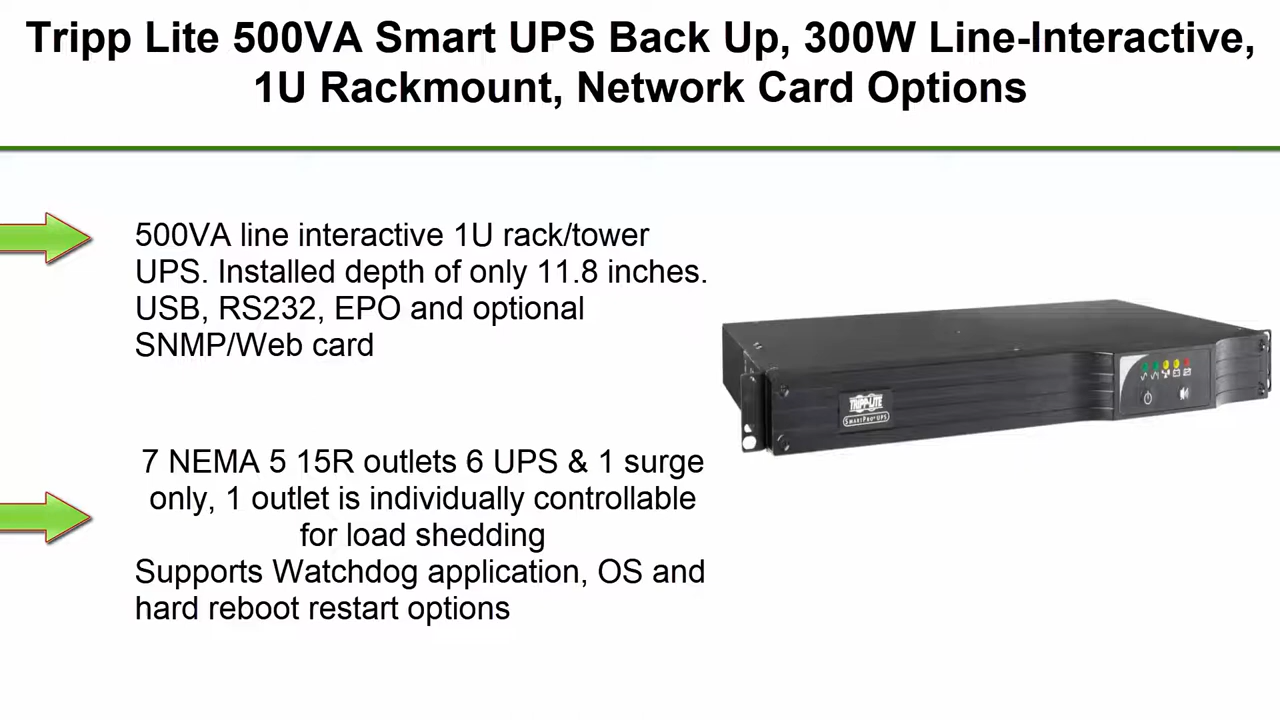 Tripp Lite 500VA Smart UPS Back Up, 300W Line-Interactive,
1U Rackmount, Network Card Options
500VA line interactive 1U rack/tower
UPS. Installed depth of only 11.8 inches.
USB, RS232, EPO and optional
SNMP/Web card
7 NEMA 5 15R outlets 6 UPS & 1 surge
only, 1 outlet is individually controllable
for load shedding
Supports Watchdog application, OS and
hard reboot restart options
TRIPP·LITE
SMARTPRO® UPS